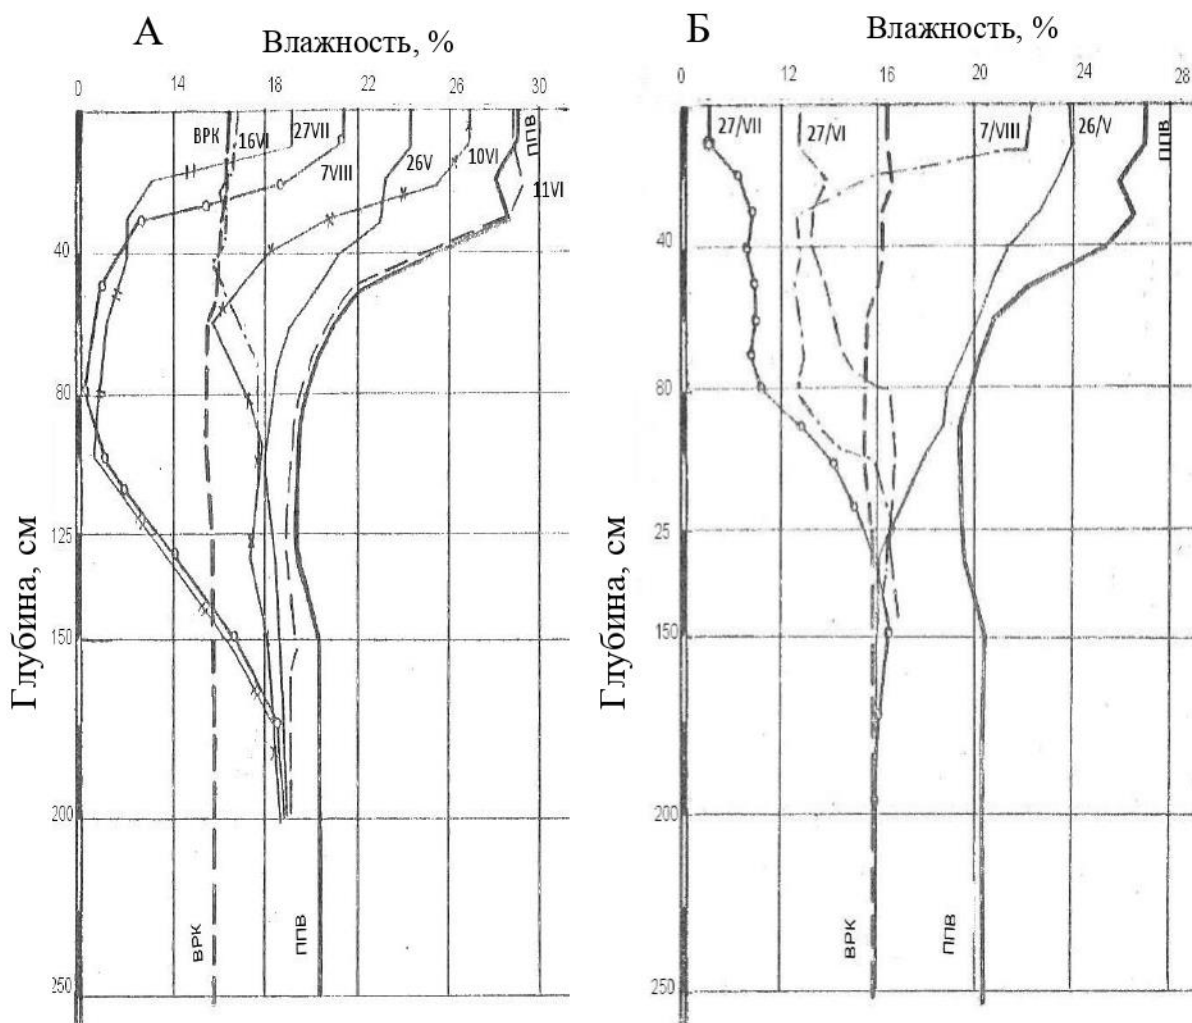 А
Влажность, %
0 14 18 22 26 30
ВРК
16VI
27VII
7VIII
26V
10VI
ППВ
11VI
40
80
125
150
200
250
ВРК
ППВ
Глубина, см
Б
Влажность, %
0 12 16 20 24 28
27/VII
27/VI
7/VIII
26/V
ППВ
40
80
25
150
200
250
ВРК
ППВ
Глубина, см